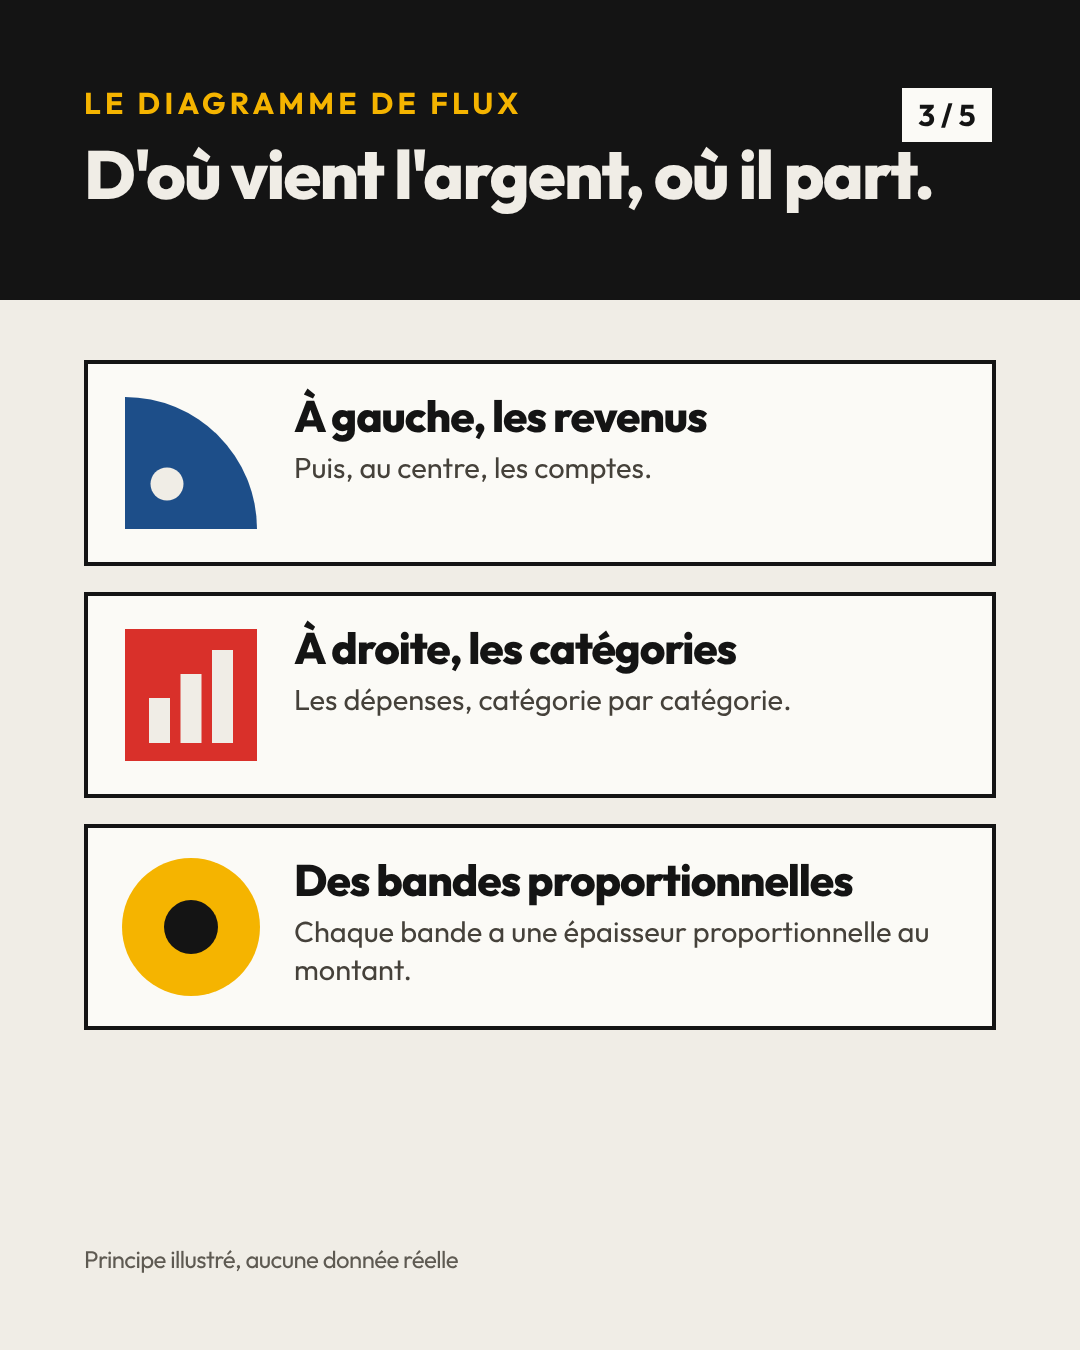 LE DIAGRAMME DE FLUX
3 / 5
D'où vient l'argent, où il part.
À gauche, les revenus
Puis, au centre, les comptes.
À droite, les catégories
Les dépenses, catégorie par catégorie.
Des bandes proportionnelles
Chaque bande a une épaisseur proportionnelle au
montant.
Principe illustré, aucune donnée réelle